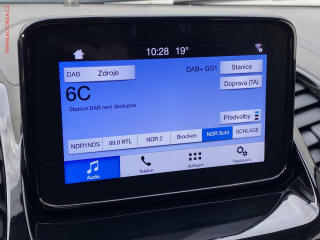 10:28 19°
DAB Zdroje
DAB+ GG1
Stanice
6C
Doprava (TA)
Stanice DAB není dostupná
Předvolby
NDR1NDS 89.0 RTL NDR 2 Brocken NDR Schl SCHLAGE
Audio Telefon Aplikace Nastavení